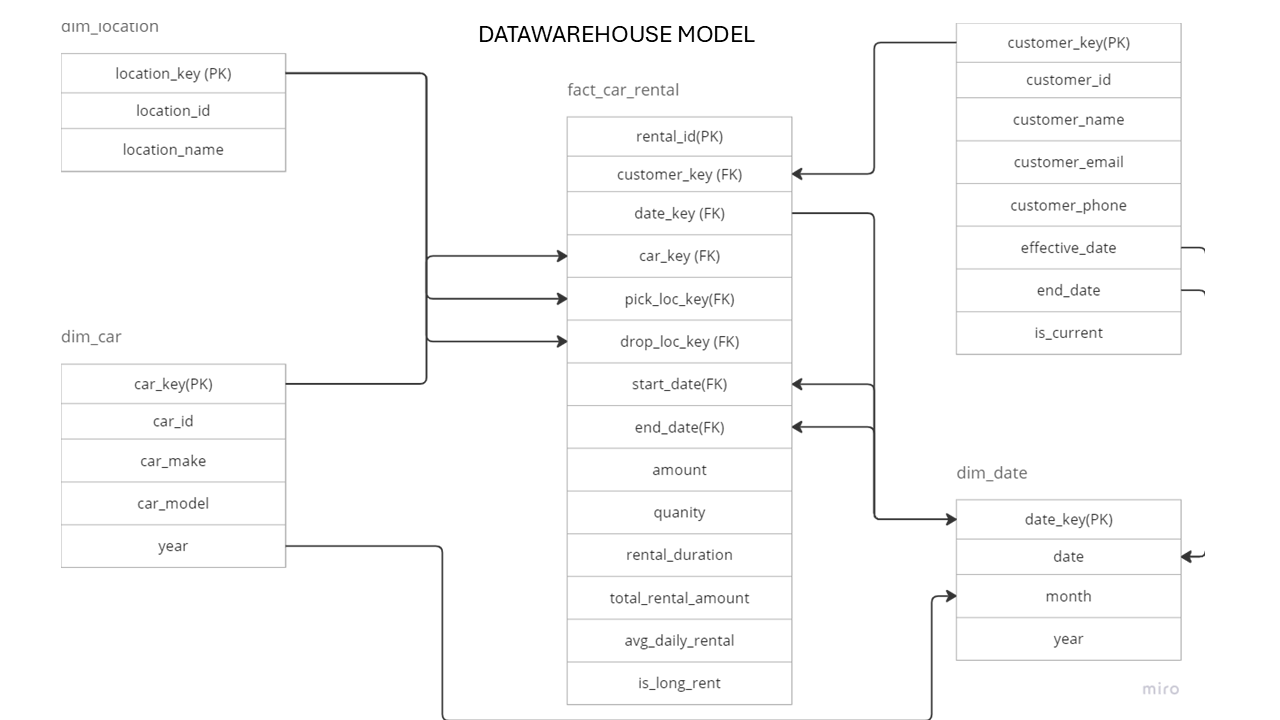 DATAWAREHOUSE MODEL
dim_location
location_key (PK)
location_id
location_name
dim_car
car_key(PK)
car_id
car_make
car_model
year
fact_car_rental
rental_id(PK)
customer_key (FK)
date_key (FK)
car_key (FK)
pick_loc_key(FK)
drop_loc_key (FK)
start_date(FK)
end_date(FK)
amount
quanity
rental_duration
total_rental_amount
avg_daily_rental
is_long_rent
customer_key(PK)
customer_id
customer_name
customer_email
customer_phone
effective_date
end_date
is_current
dim_date
date_key(PK)
date
month
year
miro